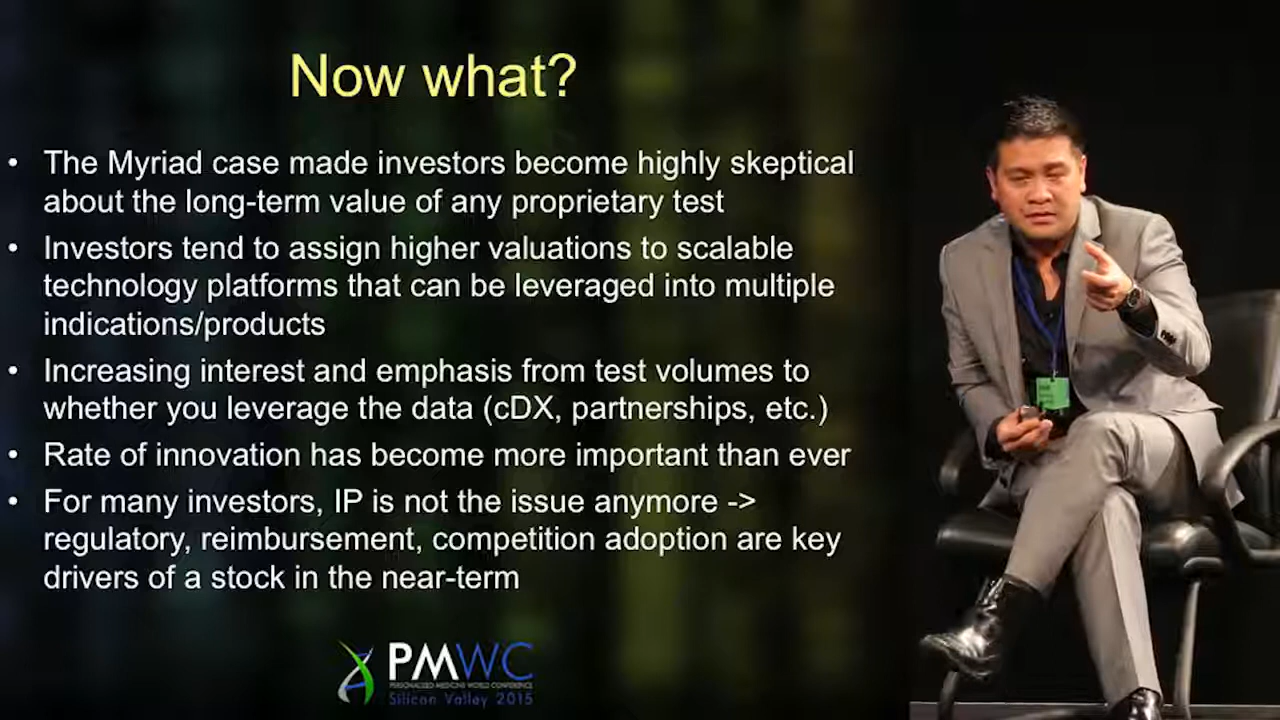 Now what?
• The Myriad case made investors become highly skeptical
about the long-term value of any proprietary test
• Investors tend to assign higher valuations to scalable
technology platforms that can be leveraged into multiple
indications/products
• Increasing interest and emphasis from test volumes to
whether you leverage the data (cDX, partnerships, etc.)
• Rate of innovation has become more important than ever
• For many investors, IP is not the issue anymore ->
regulatory, reimbursement, competition adoption are key
drivers of a stock in the near-term
PMWC
PERSONALIZED MEDICINE WORLD CONFERENCE
Silicon Valley 2015